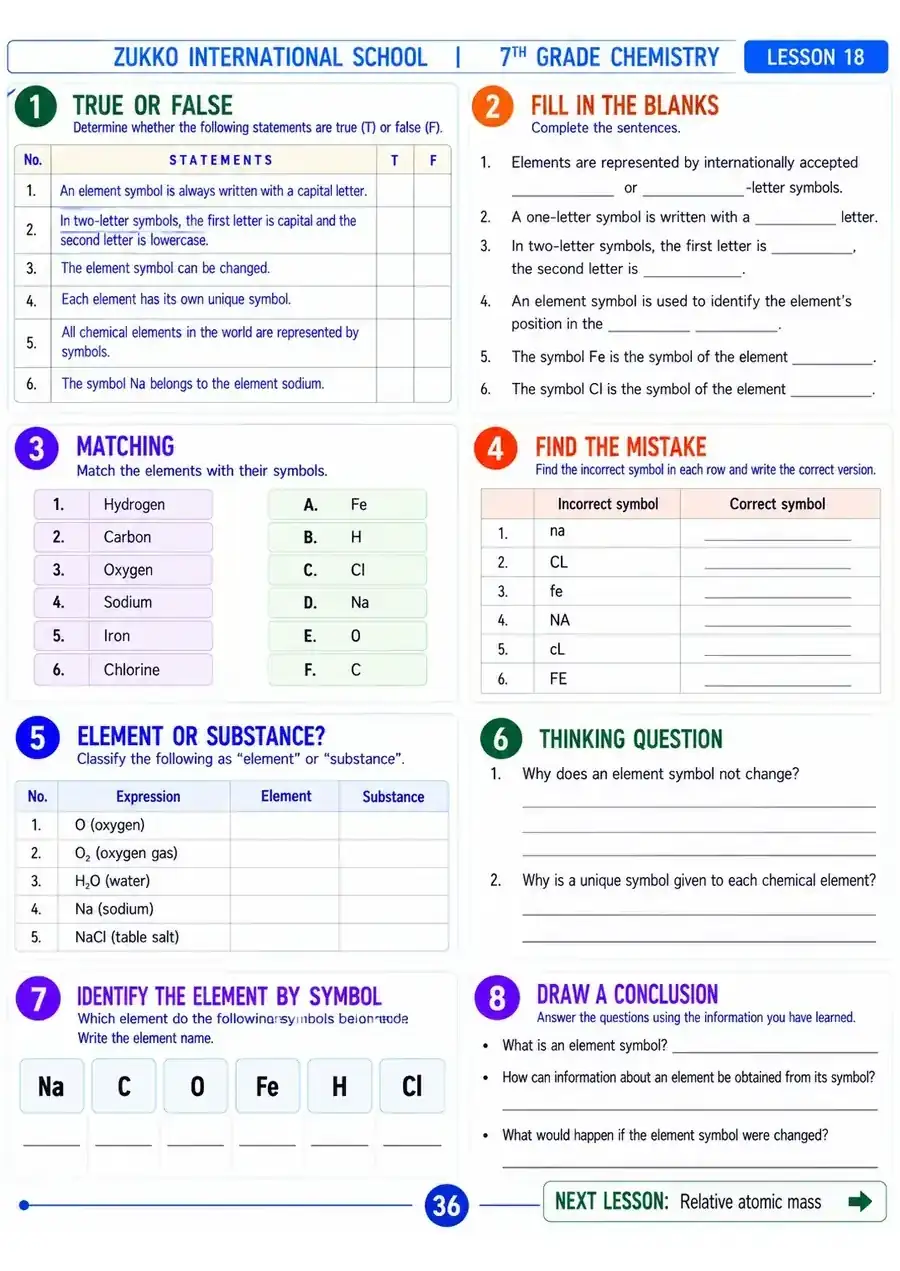 ZUKKO INTERNATIONAL SCHOOL | 7TH GRADE CHEMISTRY LESSON 18
1 TRUE OR FALSE
Determine whether the following statements are true (T) or false (F).
No. STATEMENTS T F
1. An element symbol is always written with a capital letter.
2. In two-letter symbols, the first letter is capital and the
second letter is lowercase.
3. The element symbol can be changed.
4. Each element has its own unique symbol.
5. All chemical elements in the world are represented by
symbols.
6. The symbol Na belongs to the element sodium.
2 FILL IN THE BLANKS
Complete the sentences.
1. Elements are represented by internationally accepted
____________ or ____________ -letter symbols.
2. A one-letter symbol is written with a __________ letter.
3. In two-letter symbols, the first letter is __________,
the second letter is ____________.
4. An element symbol is used to identify the element's
position in the __________ __________.
5. The symbol Fe is the symbol of the element __________.
6. The symbol Cl is the symbol of the element __________.
3 MATCHING
Match the elements with their symbols.
1. Hydrogen A. Fe
2. Carbon B. H
3. Oxygen C. Cl
4. Sodium D. Na
5. Iron E. O
6. Chlorine F. C
4 FIND THE MISTAKE
Find the incorrect symbol in each row and write the correct version.
Incorrect symbol Correct symbol
1. na
2. CL
3. fe
4. NA
5. cL
6. FE
5 ELEMENT OR SUBSTANCE?
Classify the following as “element” or “substance”.
No. Expression Element Substance
1. O (oxygen)
2. O₂ (oxygen gas)
3. H₂O (water)
4. Na (sodium)
5. NaCl (table salt)
6 THINKING QUESTION
1. Why does an element symbol not change?
2. Why is a unique symbol given to each chemical element?
7 IDENTIFY THE ELEMENT BY SYMBOL
Which element do the following symbols
Write the element name.
Na C O Fe H Cl
8 DRAW A CONCLUSION
Answer the questions using the information you have learned.
• What is an element symbol?
• How can information about an element be obtained from its symbol?
• What would happen if the element symbol were changed?
36
NEXT LESSON: Relative atomic mass